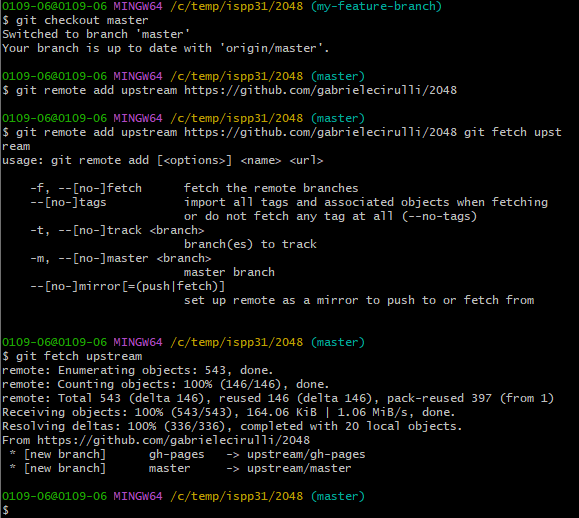 0109-06@0109-06 MINGW64 /c/temp/ispp31/2048 (my-feature-branch)
$ git checkout master
Switched to branch 'master'
Your branch is up to date with 'origin/master'.

0109-06@0109-06 MINGW64 /c/temp/ispp31/2048 (master)
$ git remote add upstream https://github.com/gabrielecirulli/2048

0109-06@0109-06 MINGW64 /c/temp/ispp31/2048 (master)
$ git remote add upstream https://github.com/gabrielecirulli/2048 git fetch upst
ream
usage: git remote add [<options>] <name> <url>

    -f, --[no-]fetch      fetch the remote branches
    --[no-]tags           import all tags and associated objects when fetching
                          or do not fetch any tag at all (--no-tags)
    -t, --[no-]track <branch>
                          branch(es) to track
    -m, --[no-]master <branch>
                          master branch
    --[no-]mirror[=(push|fetch)]
                          set up remote as a mirror to push to or fetch from

0109-06@0109-06 MINGW64 /c/temp/ispp31/2048 (master)
$ git fetch upstream
remote: Enumerating objects: 543, done.
remote: Counting objects: 100% (146/146), done.
remote: Total 543 (delta 146), reused 146 (delta 146), pack-reused 397 (from 1)
Receiving objects: 100% (543/543), 164.06 KiB | 1.06 MiB/s, done.
Resolving deltas: 100% (336/336), completed with 20 local objects.
From https://github.com/gabrielecirulli/2048
 * [new branch]      gh-pages   -> upstream/gh-pages
 * [new branch]      master     -> upstream/master

0109-06@0109-06 MINGW64 /c/temp/ispp31/2048 (master)
$